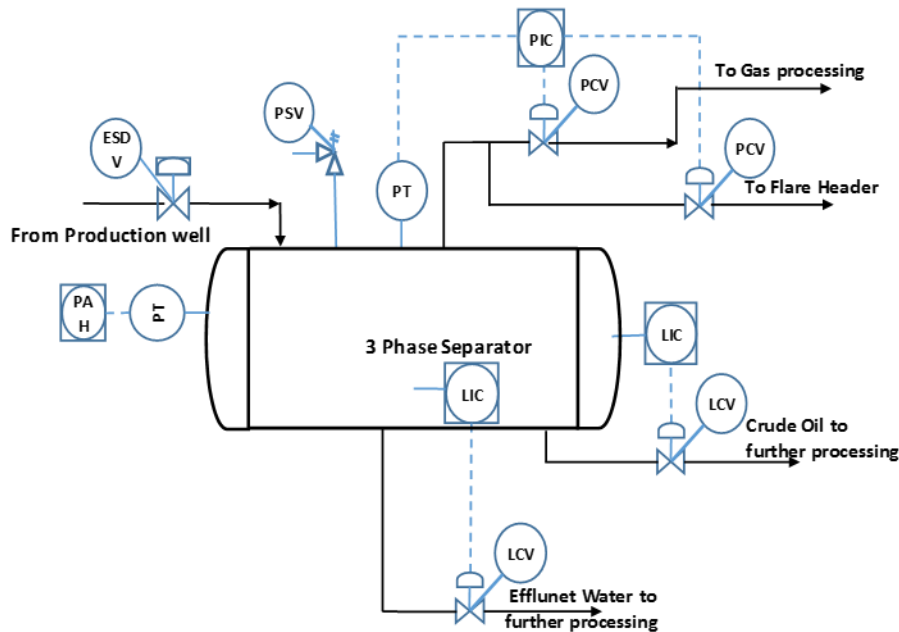 PIC
To Gas processing
PCV
PSV
ESD
V
PCV
PT
To Flare Header
From Production well
PA
H
PT
3 Phase Separator
LIC
LIC
LCV
Crude Oil to
further processing
LCV
Efflunet Water to
further processing